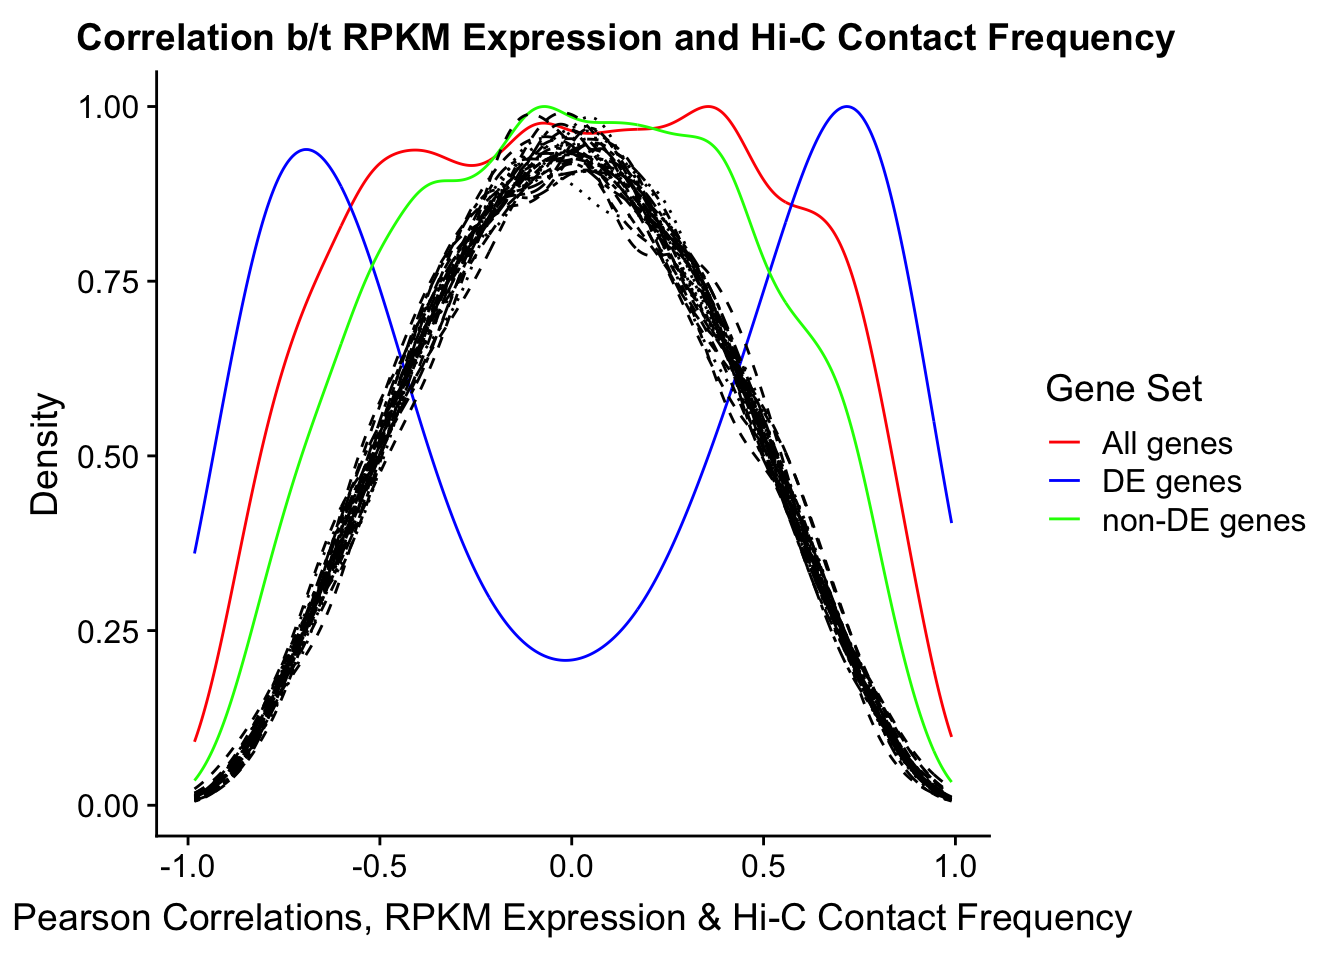 Correlation b/t RPKM Expression and Hi-C Contact Frequency
1.00
0.75
0.50
0.25
0.00
Density
-1.0 -0.5 0.0 0.5 1.0
Pearson Correlations, RPKM Expression & Hi-C Contact Frequency
Gene Set
All genes
DE genes
non-DE genes